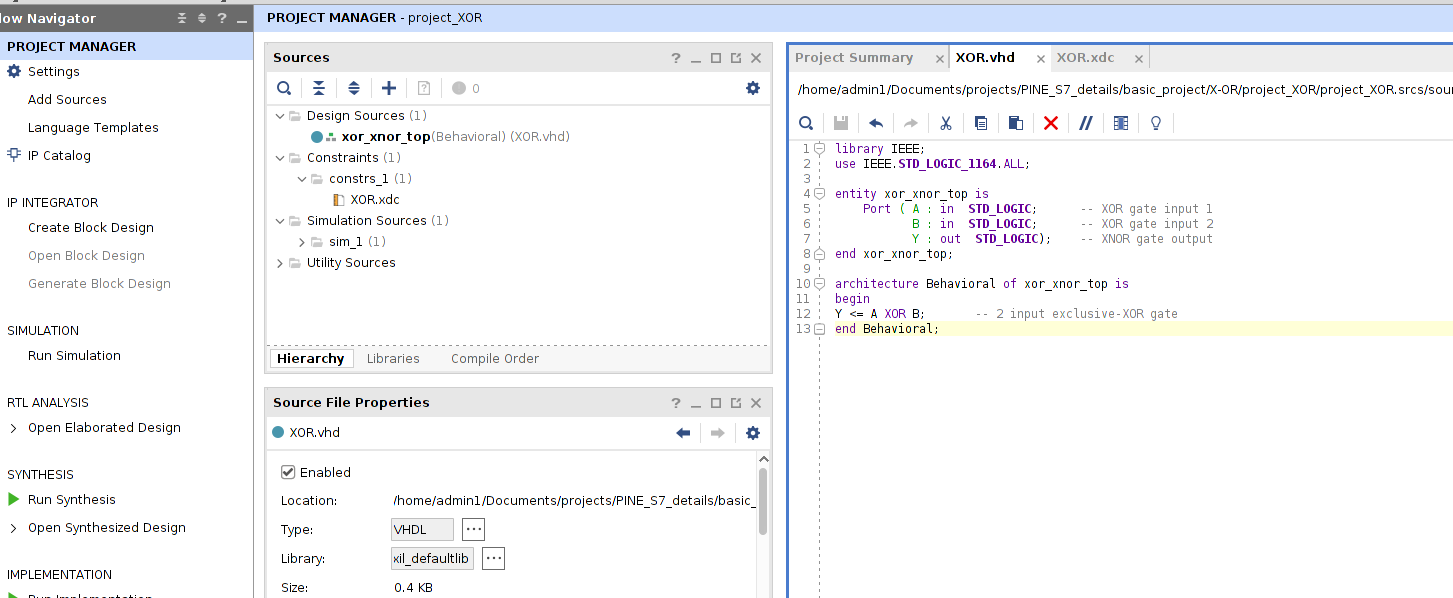 low Navigator
?
PROJECT MANAGER
Settings
Add Sources
Language Templates
IP Catalog
IP INTEGRATOR
Create Block Design
Open Block Design
Generate Block Design
SIMULATION
Run Simulation
RTL ANALYSIS
Open Elaborated Design
SYNTHESIS
Run Synthesis
Open Synthesized Design
IMPLEMENTATION
Run Implementation
PROJECT MANAGER - project_XOR
Sources
?
? 0
Design Sources (1)
xor_xnor_top(Behavioral) (XOR.vhd)
Constraints (1)
constrs_1 (1)
XOR.xdc
Simulation Sources (1)
sim_1 (1)
Utility Sources
Hierarchy Libraries Compile Order
Source File Properties
?
XOR.vhd
Enabled
Location: /home/admin1/Documents/projects/PINE_S7_details/basic_
Type: VHDL ...
Library: xil_defaultlib ...
Size: 0.4 KB
Project Summary × XOR.vhd × XOR.xdc ×
/home/admin1/Documents/projects/PINE_S7_details/basic_project/X-OR/project_XOR/project_XOR.srcs/sour
//
1 library IEEE;
2 use IEEE.STD_LOGIC_1164.ALL;
3
4 entity xor_xnor_top is
5 Port ( A : in STD_LOGIC; -- XOR gate input 1
6 B : in STD_LOGIC; -- XOR gate input 2
7 Y : out STD_LOGIC); -- XNOR gate output
8 end xor_xnor_top;
9
10 architecture Behavioral of xor_xnor_top is
11 begin
12 Y <= A XOR B; -- 2 input exclusive-XOR gate
13 end Behavioral;